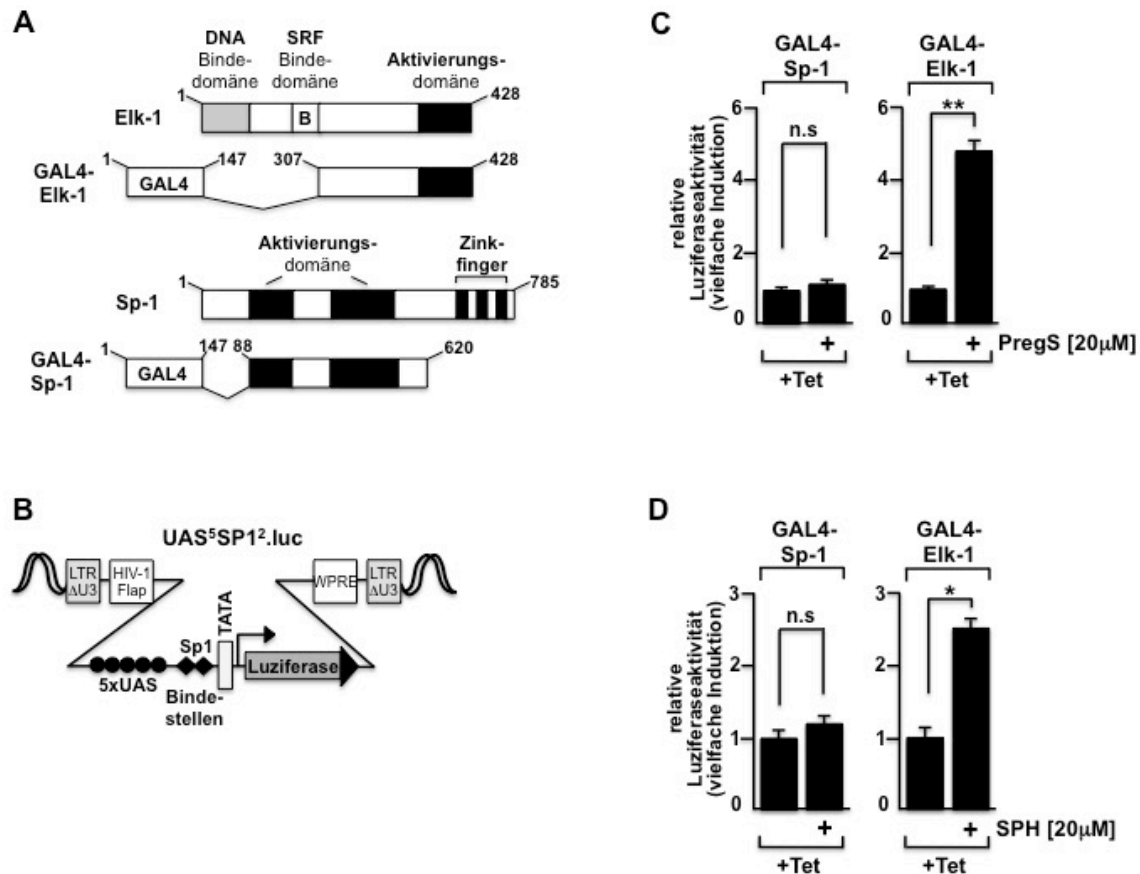 A
DNA
Binde-
domäne
SRF
Binde-
domäne
Aktivierungs-
domäne
1
428
Elk-1
B
1
147
307
428
GAL4-
Elk-1
GAL4
Aktivierungs-
domäne
Zink-
finger
1
785
Sp-1
1
147 88
620
GAL4-
Sp-1
GAL4
B
UAS⁵SP1².luc
LTR
ΔU3
HIV-1
Flap
WPRE
LTR
ΔU3
TATA
Sp1
5xUAS
Binde-
stellen
Luziferase
C
GAL4-
Sp-1
GAL4-
Elk-1
relative
Luziferaseaktivität
(vielfache Induktion)
6
4
2
0
n.s
6
4
2
0
**
+
+
PregS [20µM]
+Tet
+Tet
D
GAL4-
Sp-1
GAL4-
Elk-1
relative
Luziferaseaktivität
(vielfache Induktion)
3
2
1
0
n.s
3
2
1
0
*
+
+
SPH [20µM]
+Tet
+Tet